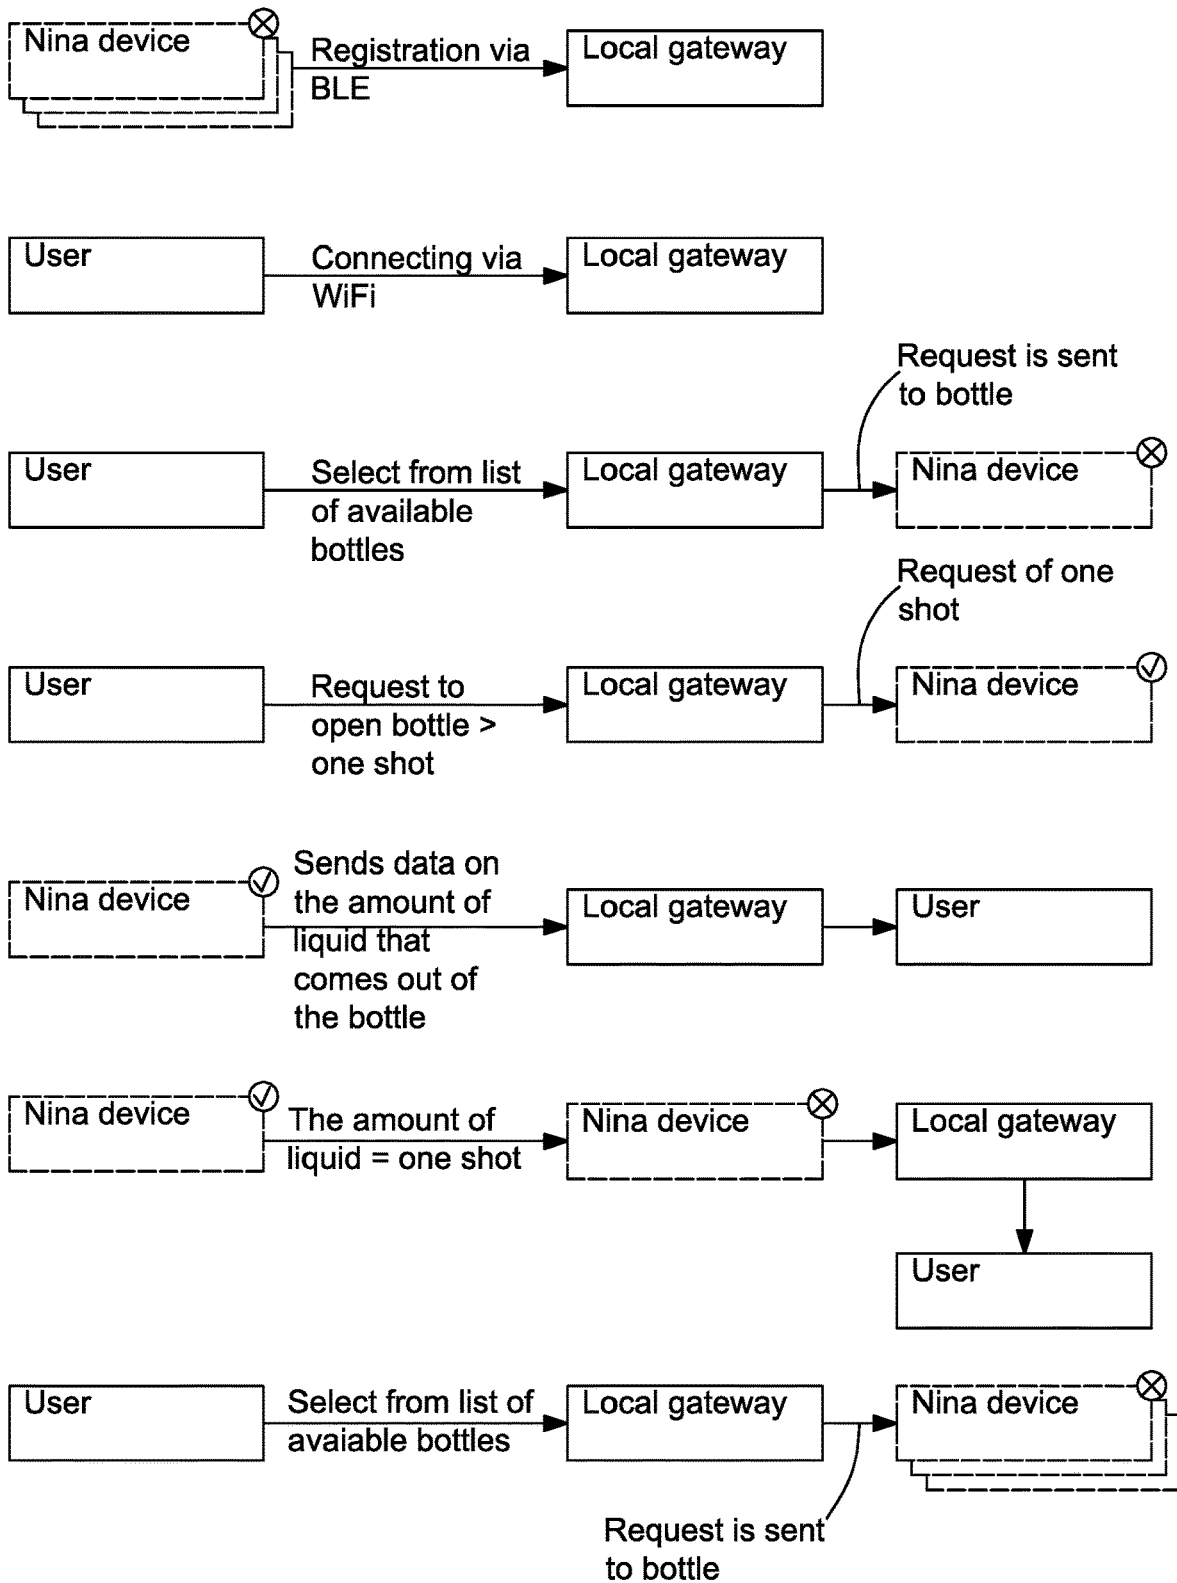 Nina device
Registration via
BLE
Local gateway
User
Connecting via
WiFi
Local gateway
Request is sent
to bottle
User
Select from list
of available
bottles
Local gateway
Nina device
Request of one
shot
User
Request to
open bottle >
one shot
Local gateway
Nina device
Nina device
Sends data on
the amount of
liquid that
comes out of
the bottle
Local gateway
User
Nina device
The amount of
liquid = one shot
Nina device
Local gateway
User
User
Select from list of
avaiable bottles
Local gateway
Nina device
Request is sent
to bottle